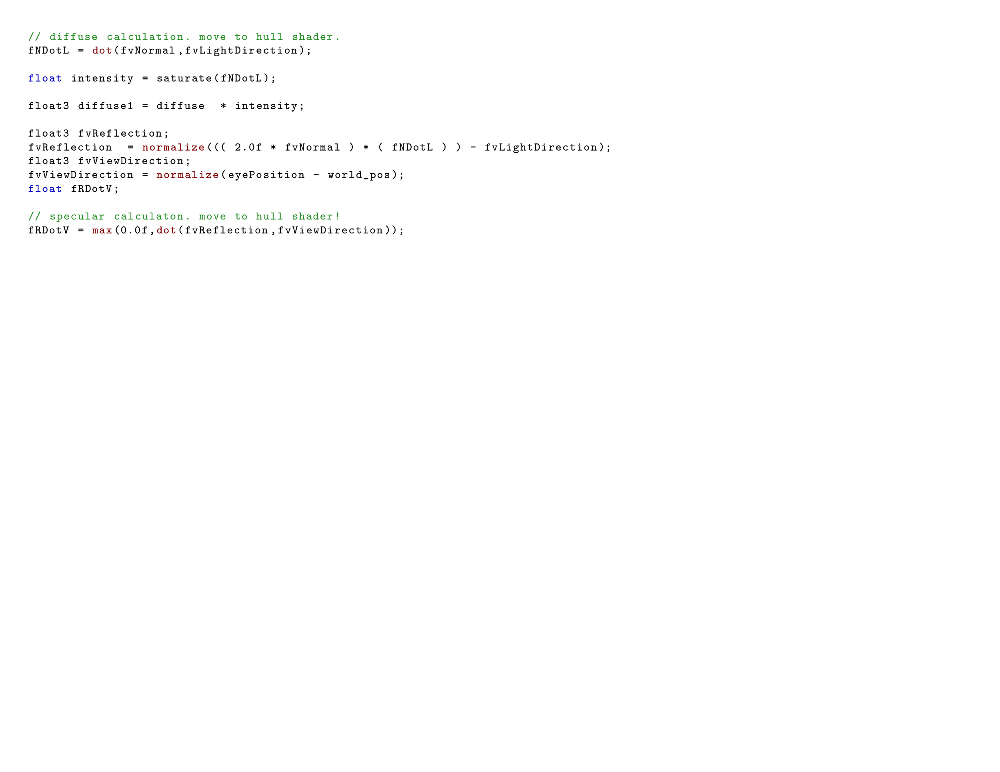 // diffuse calculation. move to hull shader.
fNDotL = dot(fvNormal,fvLightDirection);
float intensity = saturate(fNDotL);
float3 diffuse1 = diffuse  * intensity;
float3 fvReflection;
fvReflection  = normalize((( 2.0f * fvNormal ) * ( fNDotL ) ) - fvLightDirection);
float3 fvViewDirection;
fvViewDirection = normalize(eyePosition - world_pos);
float fRDotV;
// specular calculaton. move to hull shader!
fRDotV = max(0.0f,dot(fvReflection,fvViewDirection));